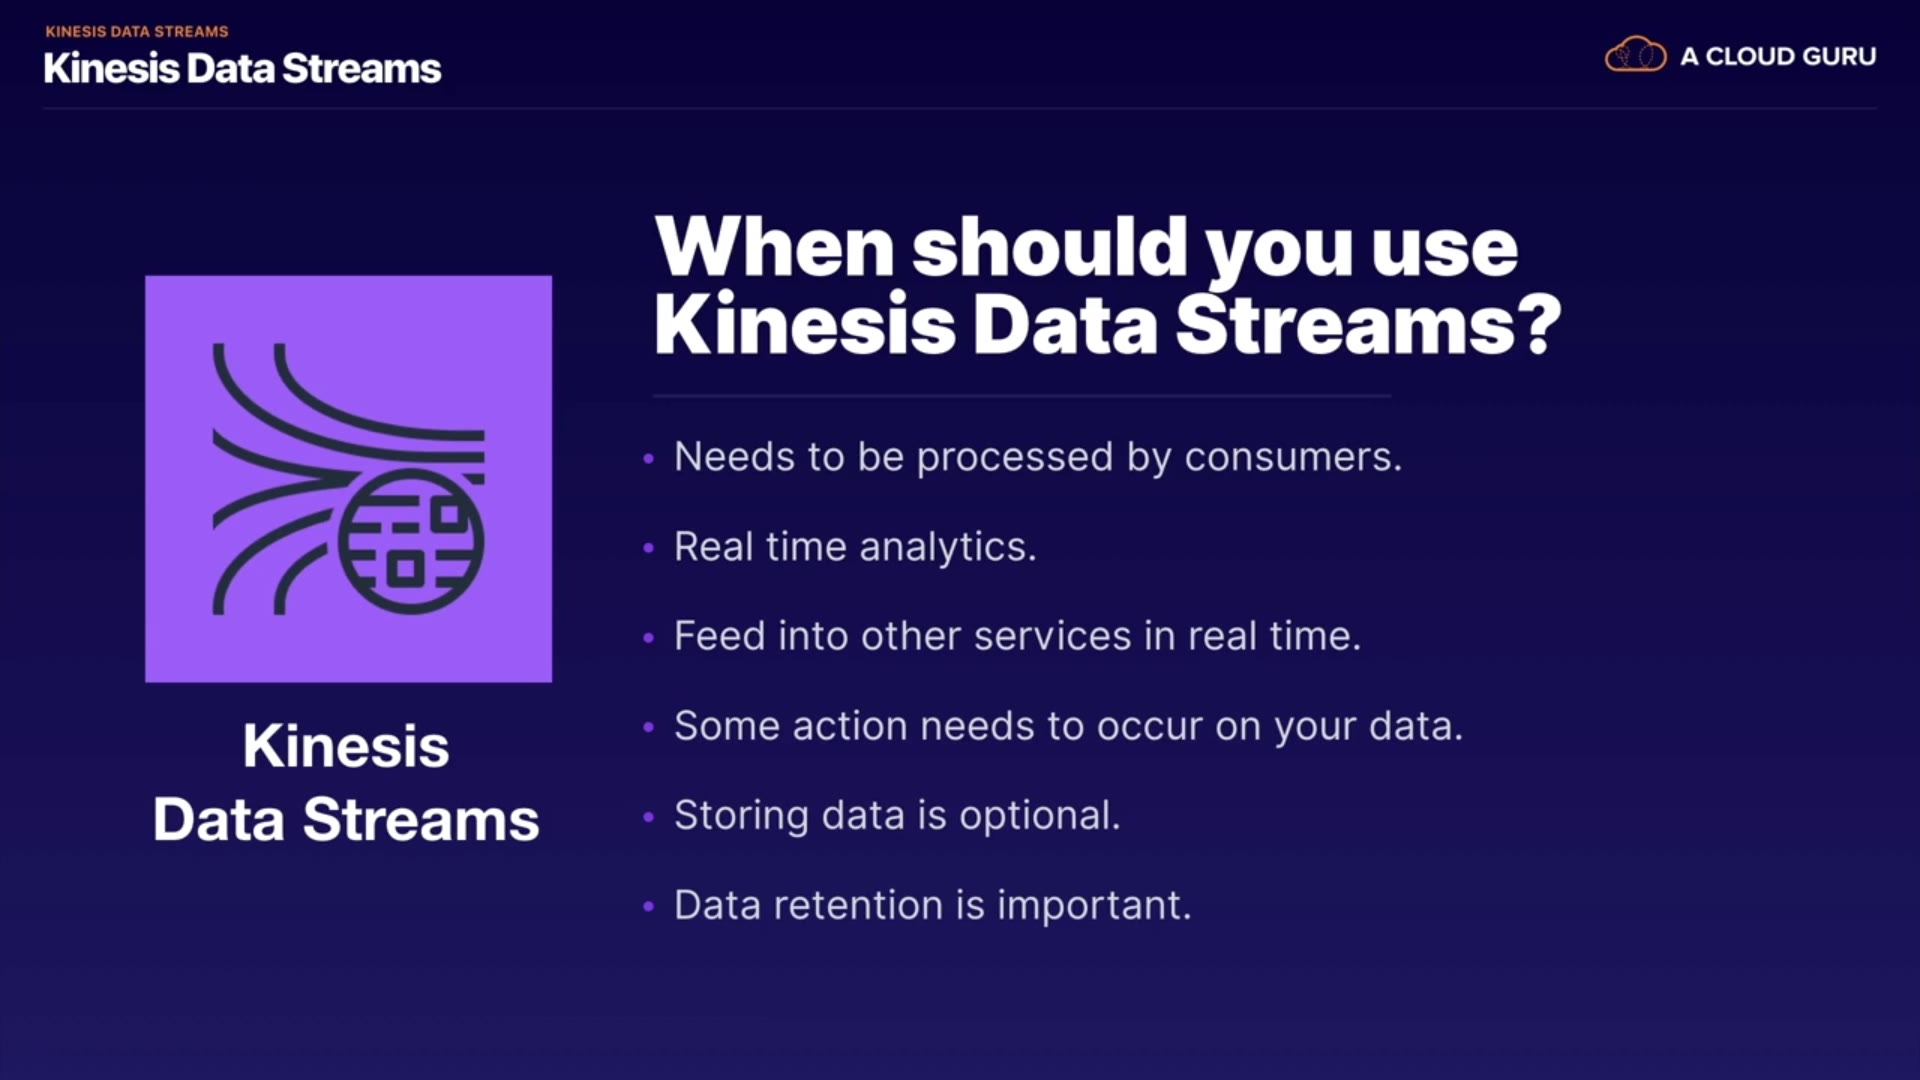 KINESIS DATA STREAMS
Kinesis Data Streams
A CLOUD GURU
When should you use
Kinesis Data Streams?
• Needs to be processed by consumers.
• Real time analytics.
• Feed into other services in real time.
• Some action needs to occur on your data.
• Storing data is optional.
• Data retention is important.
Kinesis
Data Streams